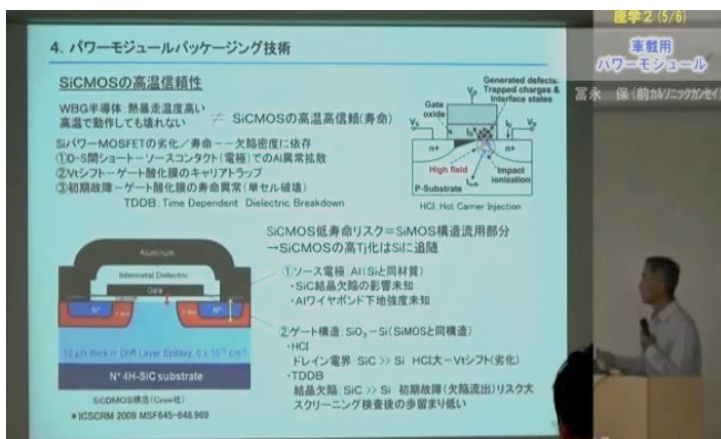 座学2 (5/6)
車載用
パワーモジュール
冨永 保(前カルソニックカンセイ)
4. パワーモジュールパッケージング技術
SiCMOSの高温信頼性
WBG半導体:熱暴走温度高い
高温で動作しても壊れない ≠ SiCMOSの高温高信頼(寿命)
SiパワーMOSFETの劣化/寿命--欠陥密度に依存
①D-S間ショートーソースコンタクト(電極)でのAl異常拡散
②Vtシフトーゲート酸化膜のキャリアトラップ
③初期故障-ゲート酸化膜の寿命異常(単セル破壊)
TDDB:Time Dependent Dielectric Breakdown
Generated defects:
Trapped charges &
Interface states
Gate
oxide
n+
n+
High field
Impact
ionization
P-Substrate
HCI: Hot Carrier Injection
SiCMOS低寿命リスク=SiMOS構造流用部分
→SiCMOSの高Tj化はSiに追随
①ソース電極:Al(Siと同材質)
・SiC結晶欠陥の影響未知
・Alワイヤボンド下地強度未知
②ゲート構造:SiO₂-Si(SiMOSと同構造)
・HCI
ドレイン電界:SiC >> Si HCI大-Vtシフト(劣化)
・TDDB
結晶欠陥:SiC >> Si 初期故障(欠陥流出)リスク大
スクリーニング検査後の歩留まり低い
Aluminum
Intermetal Dielectric
Gate
N⁺
N⁺
10 μm thick n⁻ Drift Layer Epitaxy,
N⁺ 4H-SiC substrate
SiCDMOS構造(Cree社)
*ICSCRM 2009 MSF645-648.969